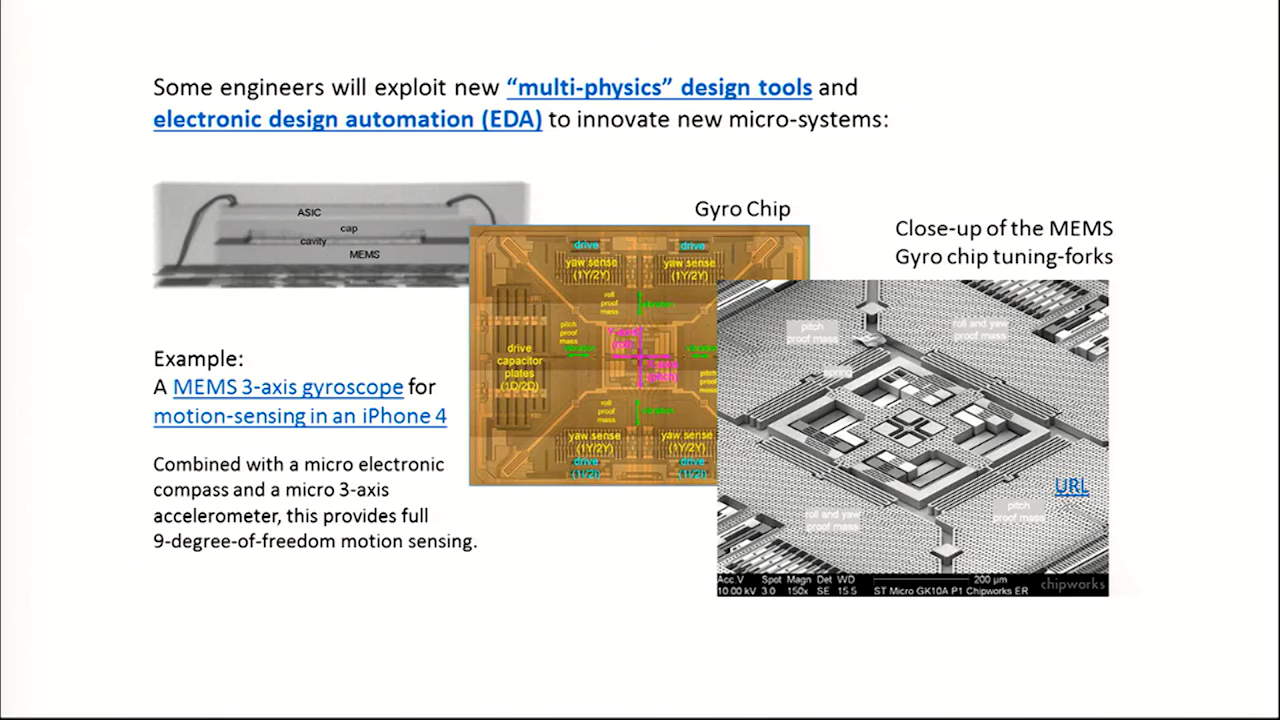 Some engineers will exploit new “multi-physics” design tools and
electronic design automation (EDA) to innovate new micro-systems:
ASIC
cap
cavity
MEMS
Gyro Chip
Close-up of the MEMS
Gyro chip tuning-forks
drive
drive
yaw sense
(1Y/2Y)
yaw sense
(1Y/2Y)
roll
proof
mass
pitch
proof
mass
drive
capacitor
plates
(1D/2D)
pitch
proof
mass
roll
proof
mass
yaw sense
(1Y/2Y)
yaw sense
(1Y/2Y)
drive
drive
pitch
proof mass
roll and yaw
proof mass
spring
roll and yaw
proof mass
pitch
proof mass
URL
Acc.V Spot Magn Det WD 200 µm
10.00 kV 3.0 150x SE 15.5 ST Micro GK10A P1 Chipworks ER
chipworks
Example:
A MEMS 3-axis gyroscope for
motion-sensing in an iPhone 4
Combined with a micro electronic
compass and a micro 3-axis
accelerometer, this provides full
9-degree-of-freedom motion sensing.